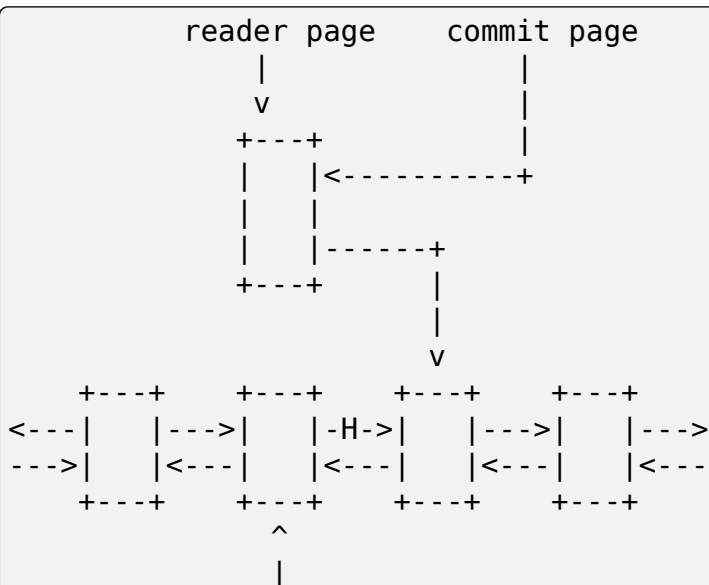 reader page    commit page
             |              |
             v              |
            +---+           |
            |   |<----------+
            |   |
            |   |------+
            +---+      |
                       |
                       v
    +---+    +---+    +---+    +---+
<---|   |--->|   |-H->|   |--->|   |--->
--->|   |<---|   |<---|   |<---|   |<---
    +---+    +---+    +---+    +---+
               ^
               |